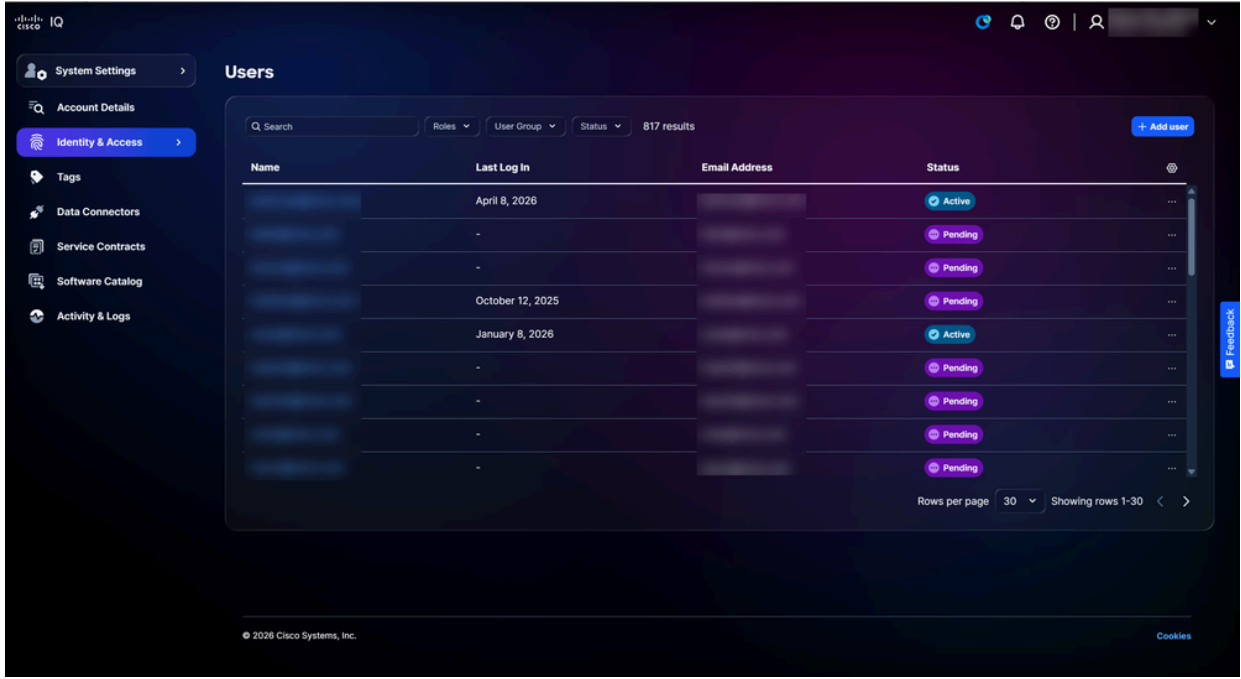 cisco IQ
System Settings
Account Details
Identity & Access
Tags
Data Connectors
Service Contracts
Software Catalog
Activity & Logs
Users
Search Roles User Group Status 817 results + Add user
Name Last Log In Email Address Status
April 8, 2026 Active ...
- Pending ...
- Pending ...
October 12, 2025 Pending ...
January 8, 2026 Active ...
- Pending ...
- Pending ...
- Pending ...
- Pending ...
Rows per page 30 Showing rows 1-30
Feedback
© 2026 Cisco Systems, Inc. Cookies